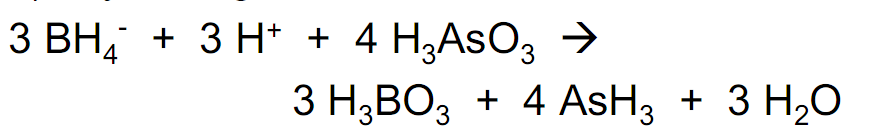 3 BH₄⁻ + 3 H⁺ + 4 H₃AsO₃ →
3 H₃BO₃ + 4 AsH₃ + 3 H₂O